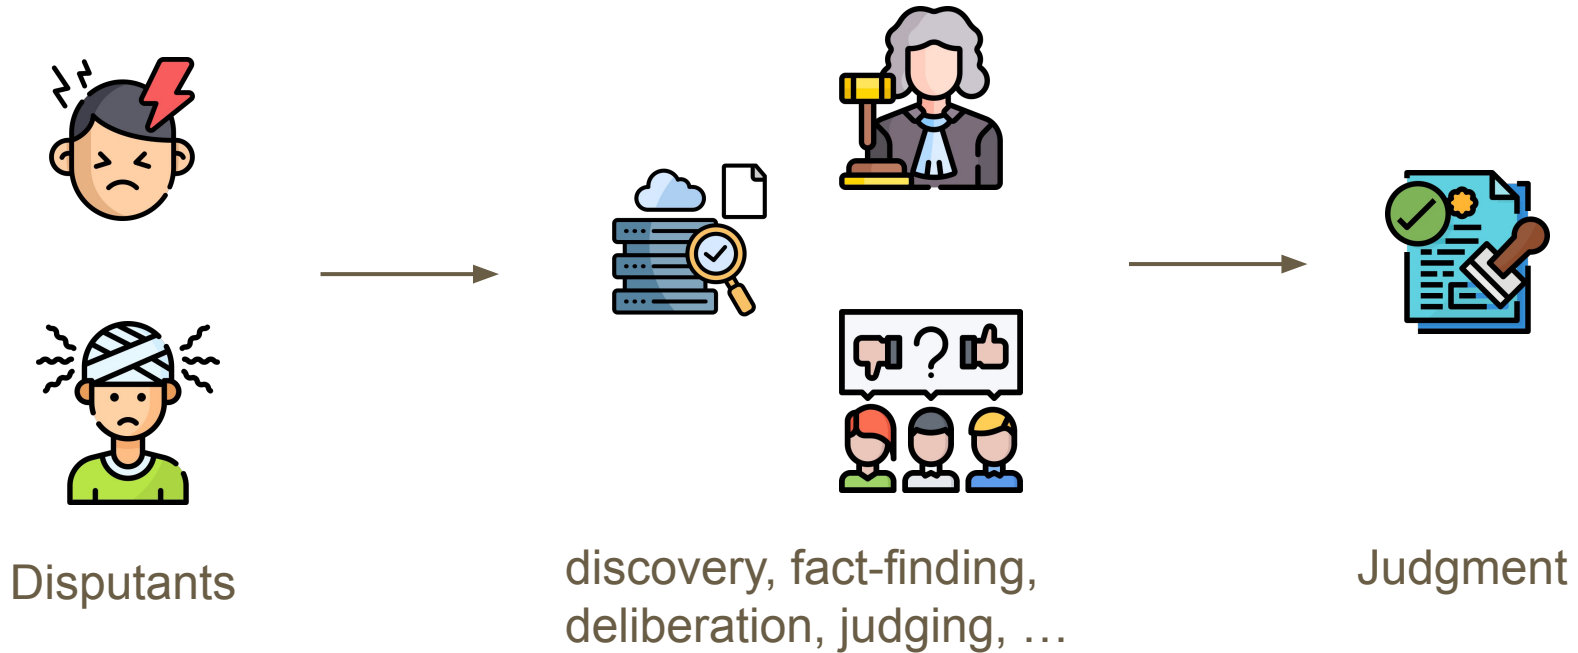 Disputants
discovery, fact-finding,
deliberation, judging, …
Judgment